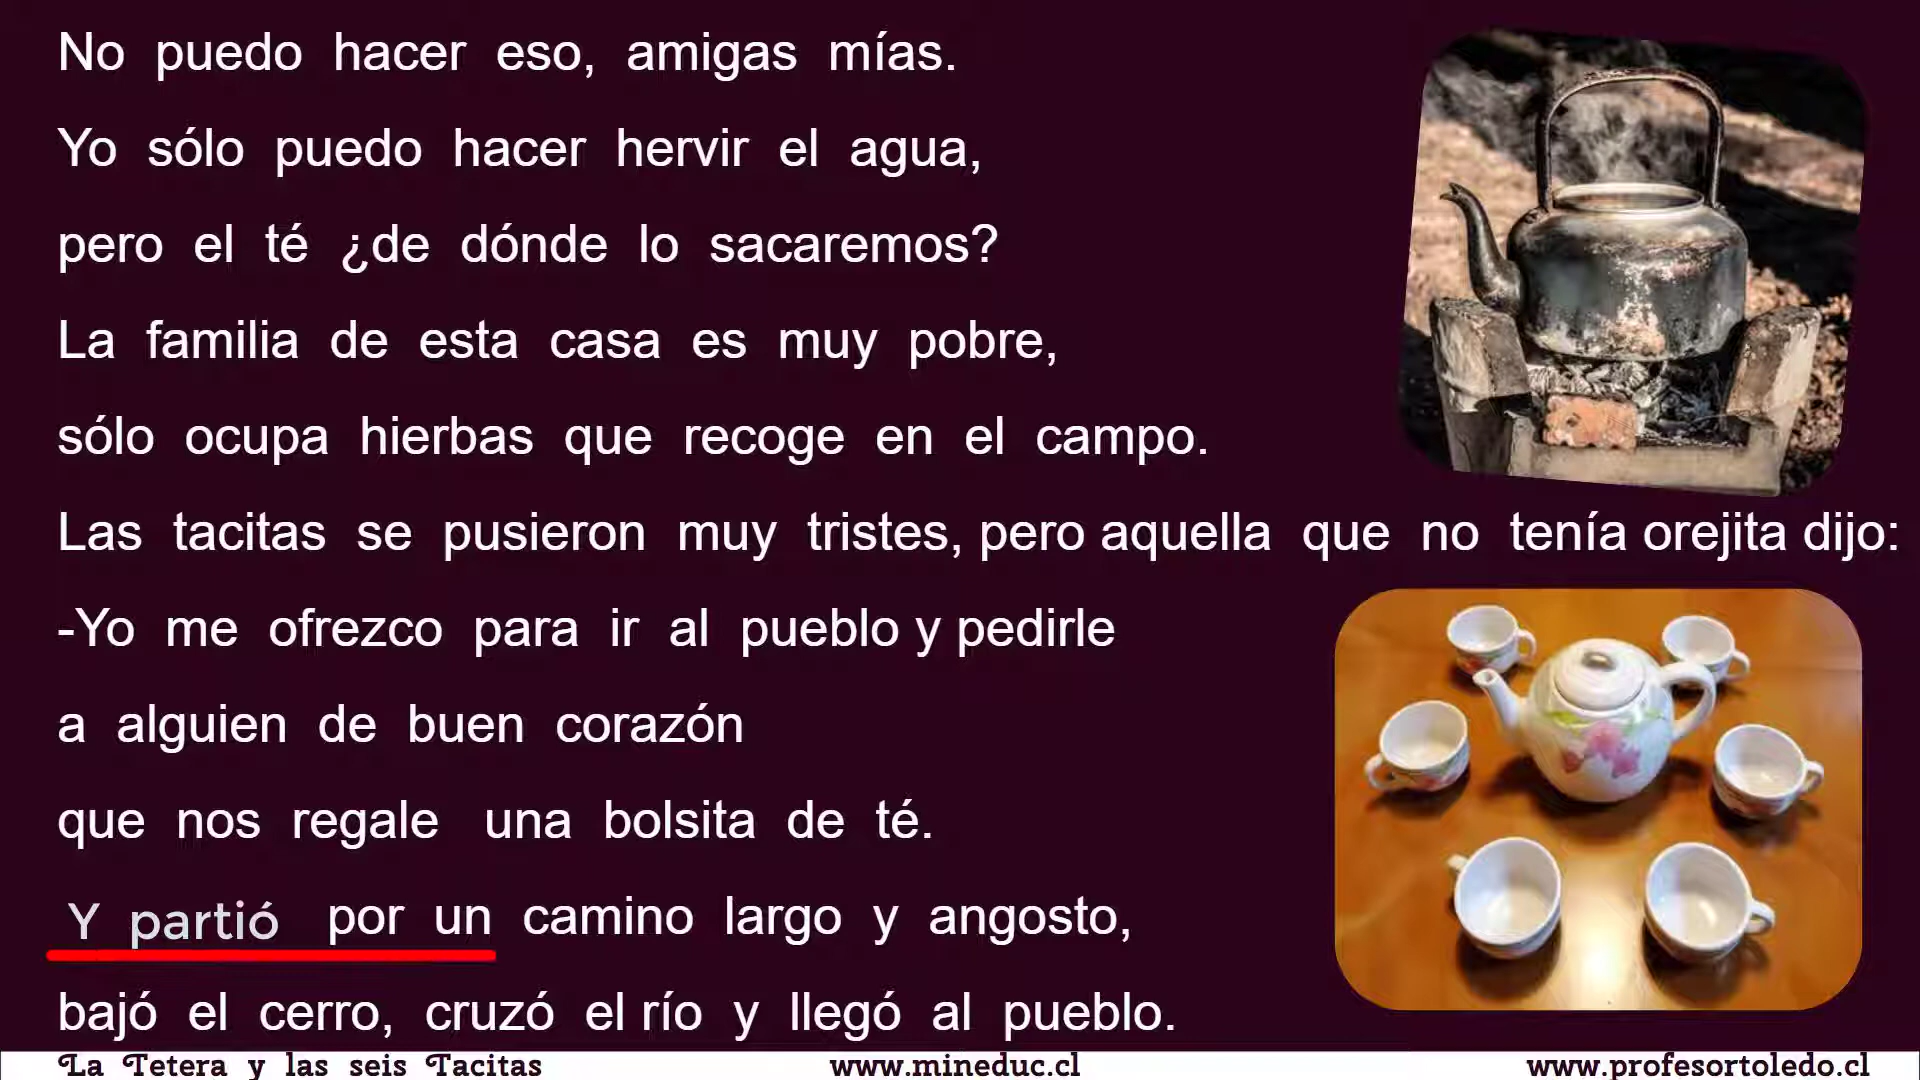 No puedo hacer eso, amigas mías.
Yo sólo puedo hacer hervir el agua,
pero el té ¿de dónde lo sacaremos?
La familia de esta casa es muy pobre,
sólo ocupa hierbas que recoge en el campo.
Las tacitas se pusieron muy tristes, pero aquella que no tenía orejita dijo:
-Yo me ofrezco para ir al pueblo y pedirle
a alguien de buen corazón
que nos regale una bolsita de té.
Y partió por un camino largo y angosto,
bajó el cerro, cruzó el río y llegó al pueblo.
La Tetera y las seis Tacitas www.mineduc.cl www.profesortoledo.cl